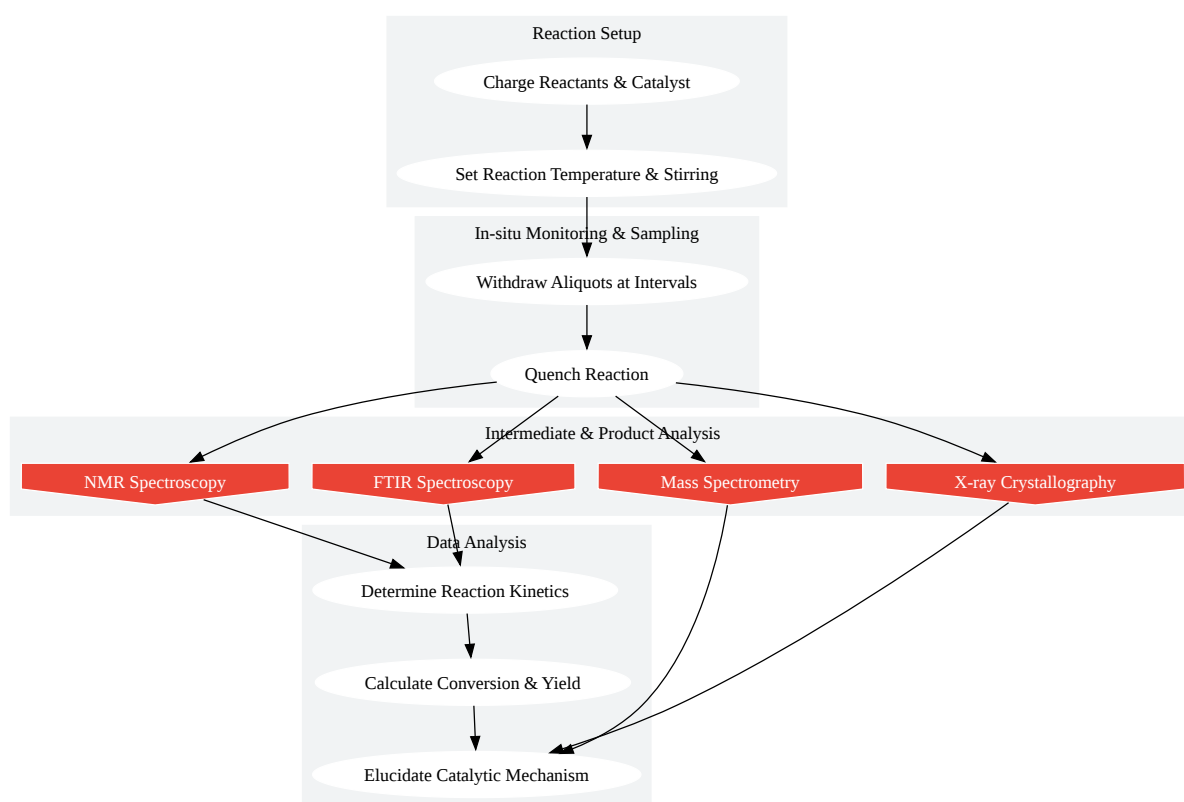 Reaction Setup
Charge Reactants & Catalyst
Set Reaction Temperature & Stirring
In-situ Monitoring & Sampling
Withdraw Aliquots at Intervals
Quench Reaction
Intermediate & Product Analysis
NMR Spectroscopy
FTIR Spectroscopy
Mass Spectrometry
X-ray Crystallography
Data Analysis
Determine Reaction Kinetics
Calculate Conversion & Yield
Elucidate Catalytic Mechanism